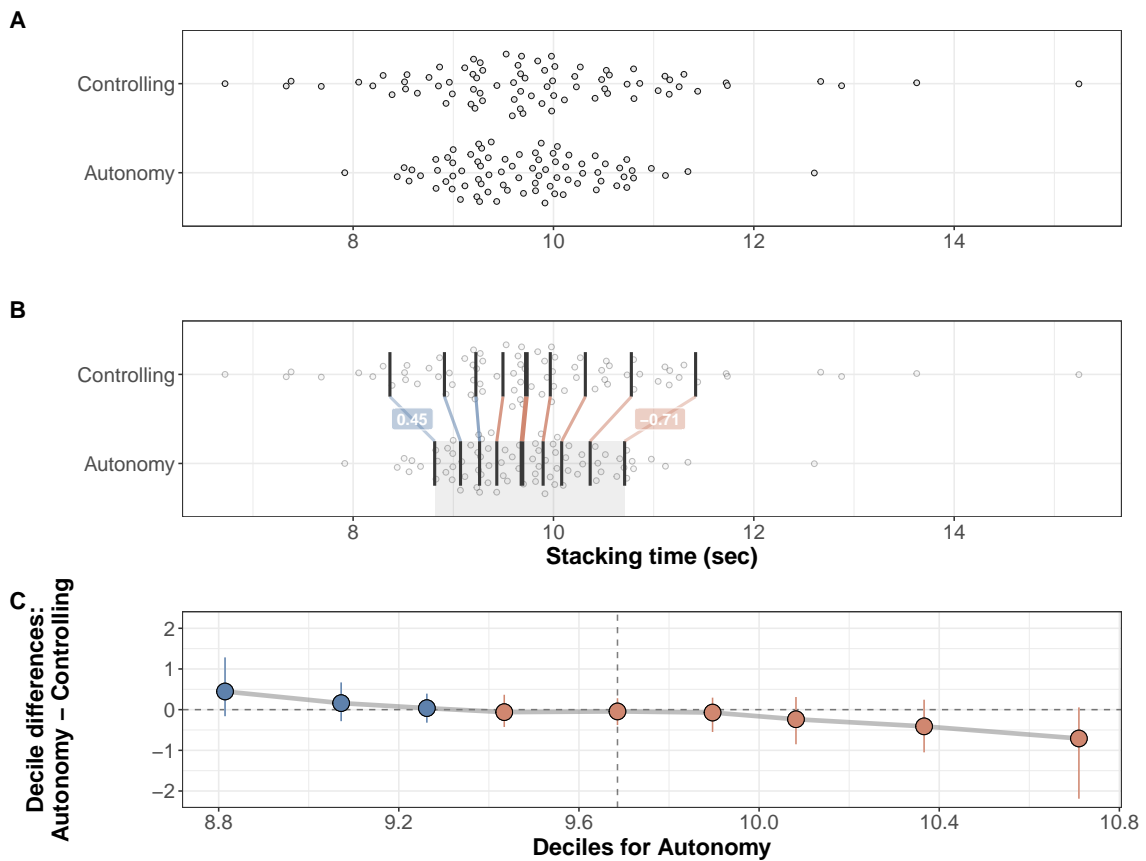 A
Controlling
Autonomy
8 10 12 14
B
Controlling
0.45 −0.71
Autonomy
8 10 12 14
Stacking time (sec)
C
Decile differences:
Autonomy − Controlling
2
1
0
−1
−2
8.8 9.2 9.6 10.0 10.4 10.8
Deciles for Autonomy